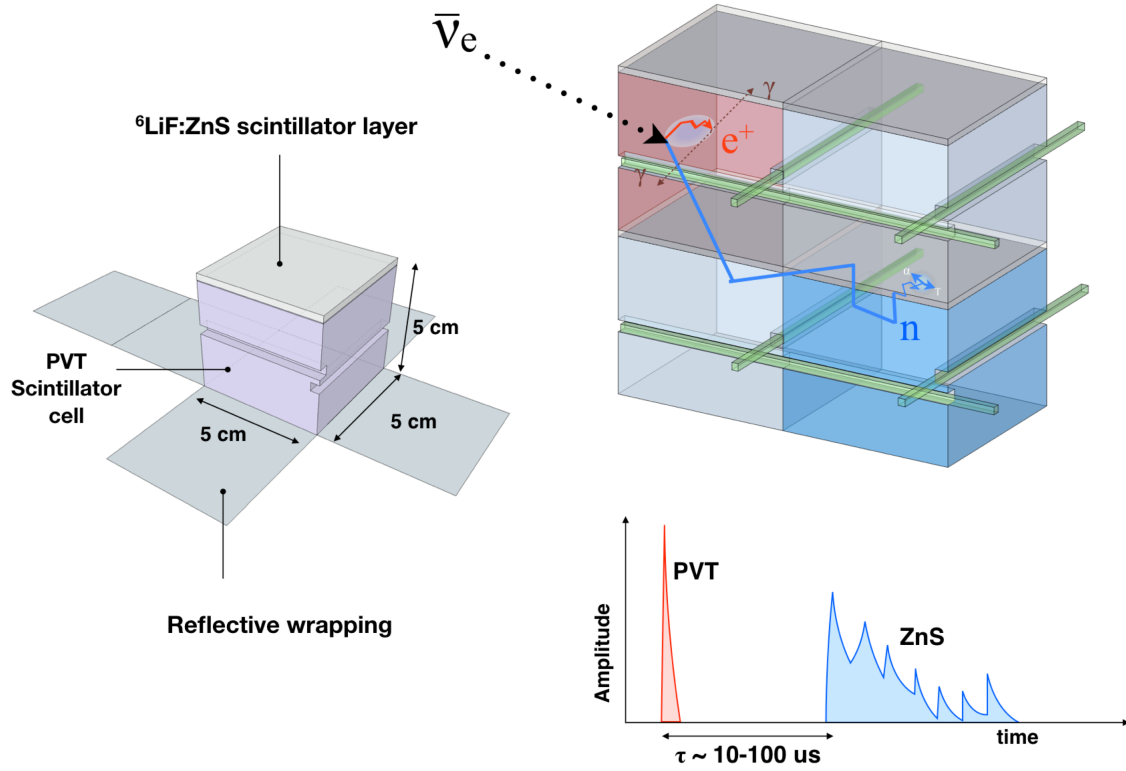 ν̅e
⁶LiF:ZnS scintillator layer
γ
e⁺
γ
5 cm
α
T
n
PVT
Scintillator
cell
5 cm
5 cm
PVT
ZnS
Amplitude
Reflective wrapping
time
τ ~ 10-100 us